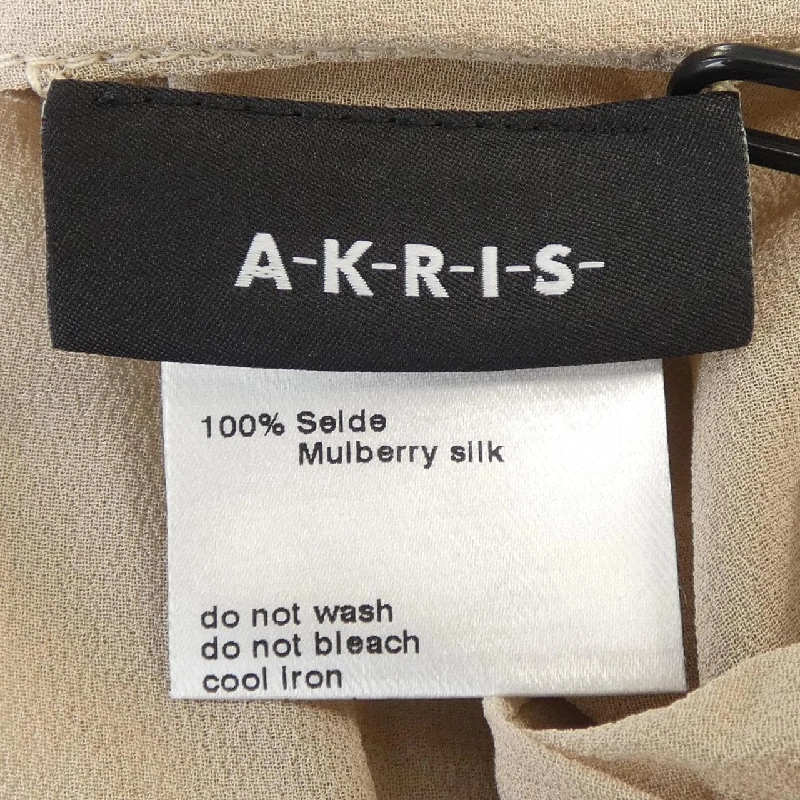 A-K-R-I-S-
100% Seide
Mulberry silk
do not wash
do not bleach
cool iron